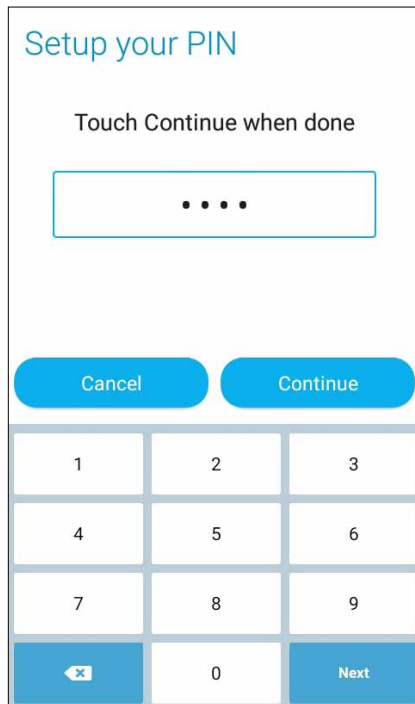 Setup your PIN
Touch Continue when done
••••
Cancel Continue
1 2 3
4 5 6
7 8 9
0 Next